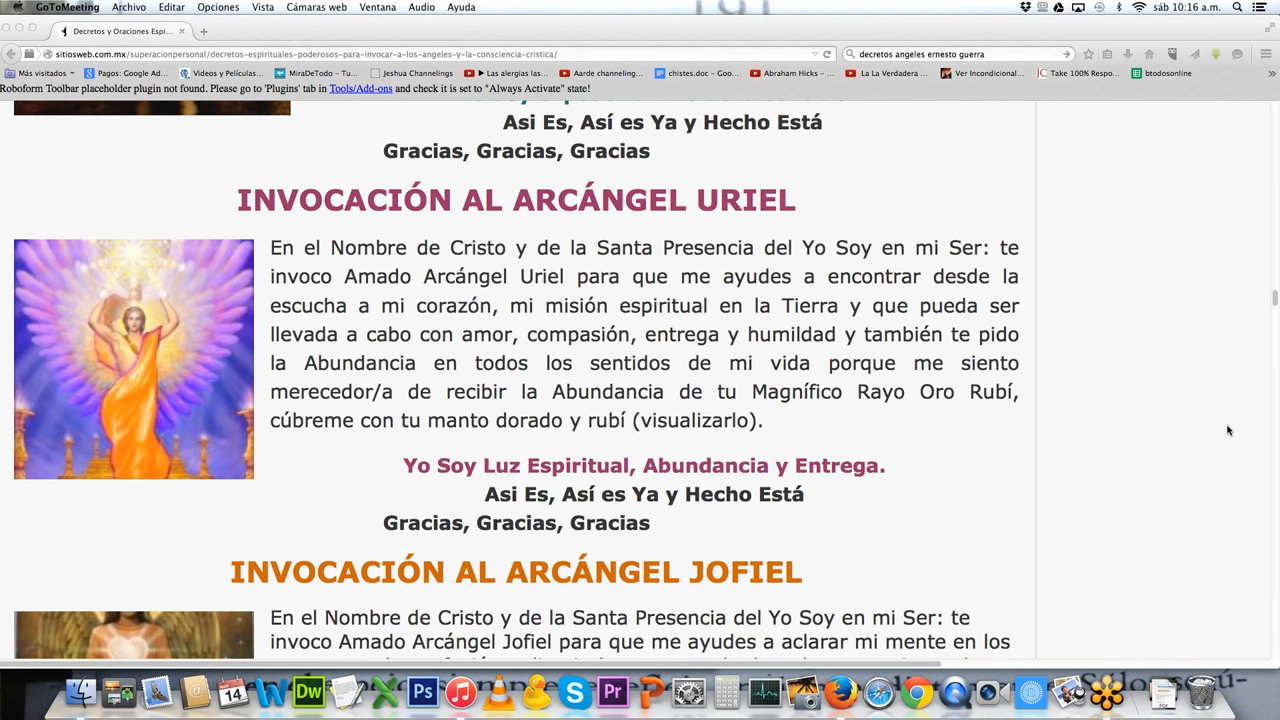 GoToMeeting Archivo Editar Opciones Vista Cámaras web Ventana Audio Ayuda sáb 10:16 a.m.
Decretos y Oraciones Espi...
sitiosweb.com.mx/superacionpersonal/decretos-espirituales-poderosos-para-invocar-a-los-angeles-y-la-consciencia-cristica/ decretos angeles ernesto guerra
Más visitados Pagos: Google Ad... Videos y Películas... MiraDeTodo - Tu... Jeshua Channelings ▶ Las alergias las... Aarde channeling... chistes.doc - Goo... Abraham Hicks - ... La La Verdadera ... Ver Incondicional... Take 100% Respo... btodosonline
Roboform Toolbar placeholder plugin not found. Please go to 'Plugins' tab in Tools/Add-ons and check it is set to "Always Activate" state!
Asi Es, Así es Ya y Hecho Está
Gracias, Gracias, Gracias
INVOCACIÓN AL ARCÁNGEL URIEL
En el Nombre de Cristo y de la Santa Presencia del Yo Soy en mi Ser: te
invoco Amado Arcángel Uriel para que me ayudes a encontrar desde la
escucha a mi corazón, mi misión espiritual en la Tierra y que pueda ser
llevada a cabo con amor, compasión, entrega y humildad y también te pido
la Abundancia en todos los sentidos de mi vida porque me siento
merecedor/a de recibir la Abundancia de tu Magnífico Rayo Oro Rubí,
cúbreme con tu manto dorado y rubí (visualizarlo).
Yo Soy Luz Espiritual, Abundancia y Entrega.
Asi Es, Así es Ya y Hecho Está
Gracias, Gracias, Gracias
INVOCACIÓN AL ARCÁNGEL JOFIEL
En el Nombre de Cristo y de la Santa Presencia del Yo Soy en mi Ser: te
invoco Amado Arcángel Jofiel para que me ayudes a aclarar mi mente en los
14 Dw Ps Pr